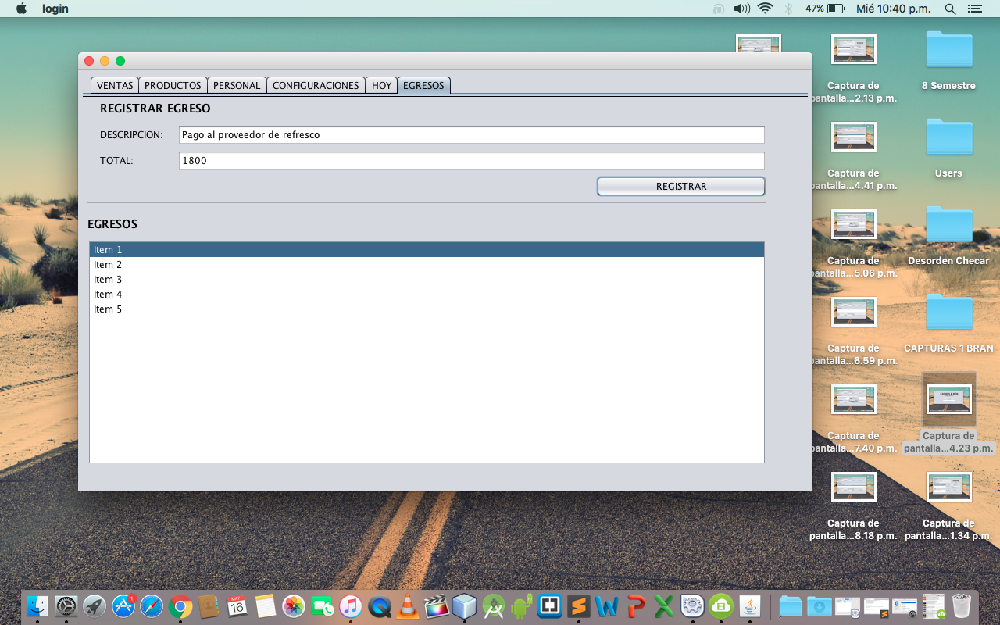 login
47%
Mié 10:40 p.m.
VENTAS
PRODUCTOS
PERSONAL
CONFIGURACIONES
HOY
EGRESOS
REGISTRAR EGRESO
DESCRIPCION:
Pago al proveedor de refresco
TOTAL:
1800
REGISTRAR
EGRESOS
Item 1
Item 2
Item 3
Item 4
Item 5
Captura de
pantalla...2.13 p.m.
8 Semestre
Captura de
pantalla...4.41 p.m.
Users
Captura de
pantalla...5.06 p.m.
Desorden Checar
Captura de
pantalla...6.59 p.m.
CAPTURAS 1 BRAN
Captura de
pantalla...7.40 p.m.
Captura de
pantalla...4.23 p.m.
Captura de
pantalla...8.18 p.m.
Captura de
pantalla...1.34 p.m.
1
MAY
16